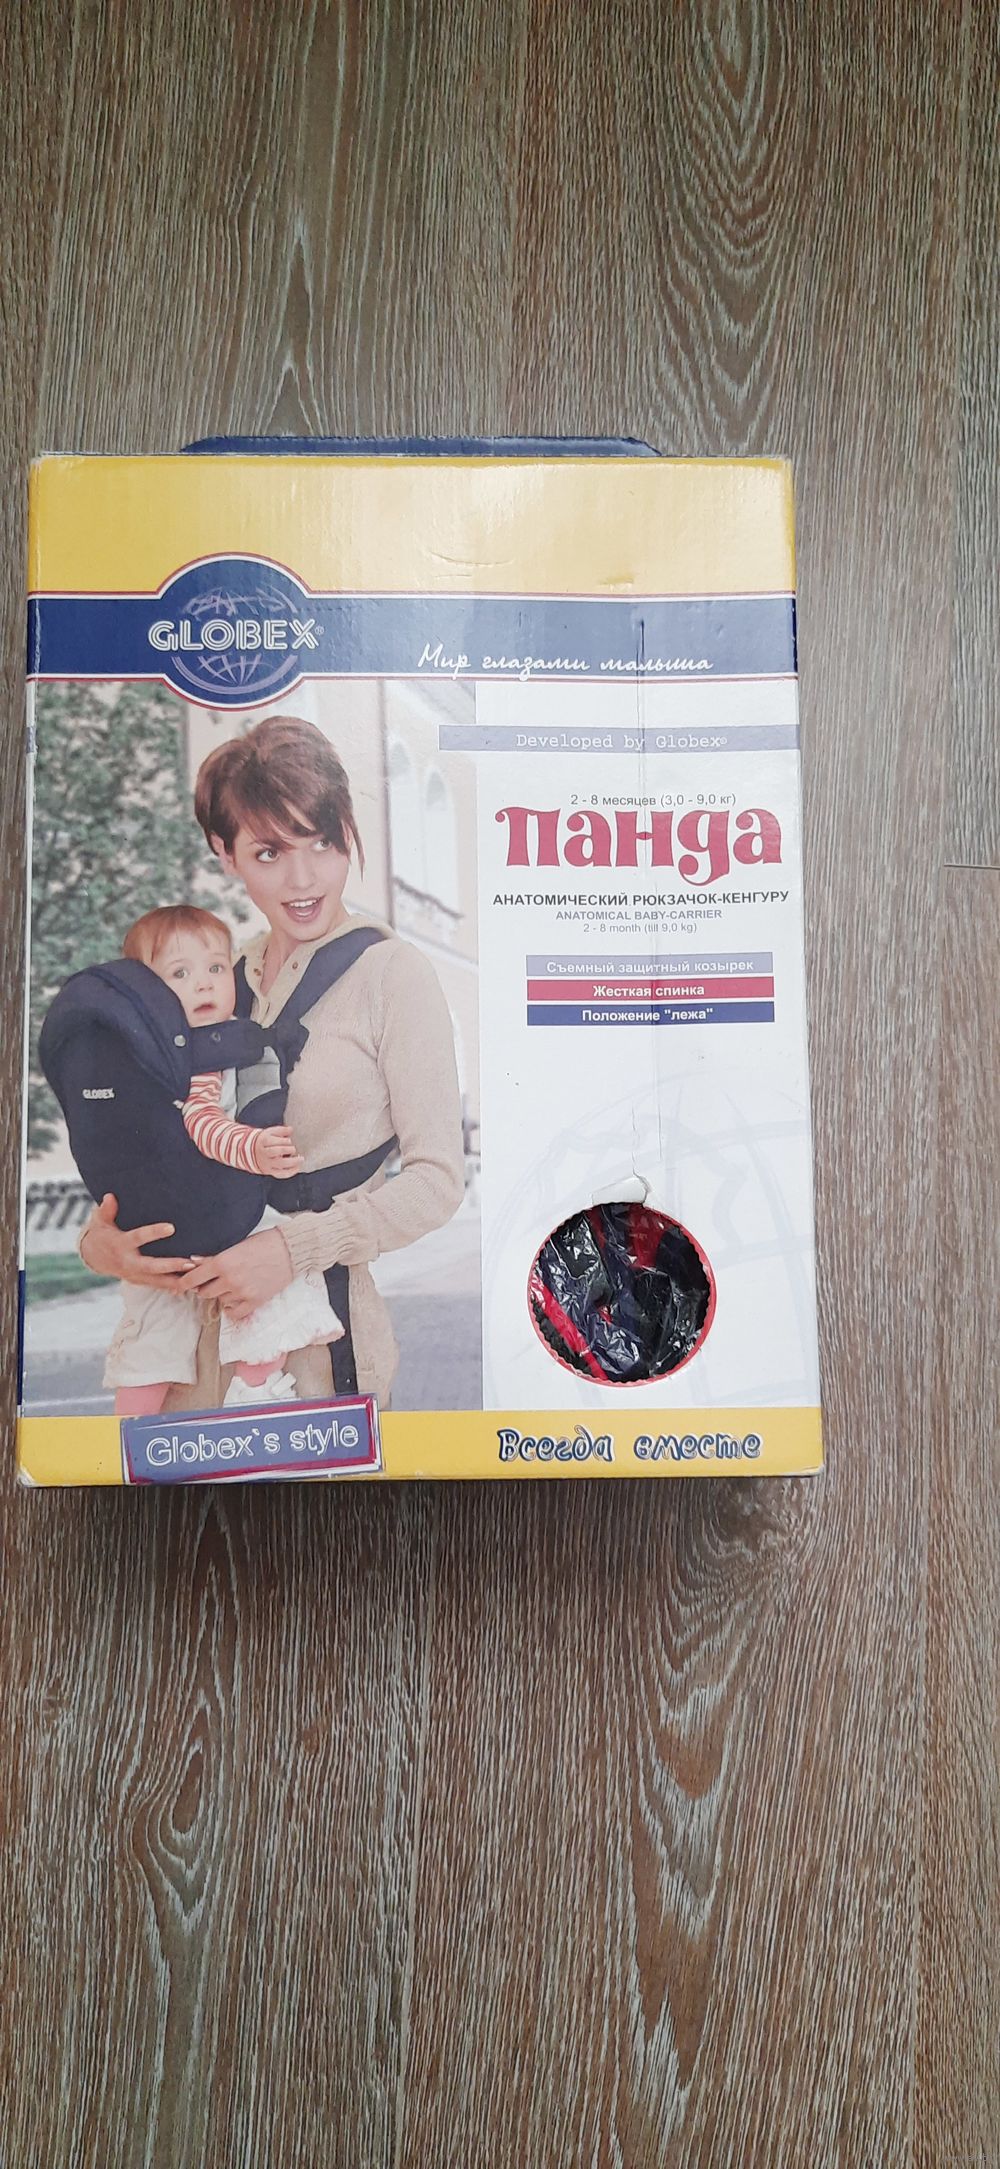 GLOBEX®
Мир глазами малыша
Developed by Globex®
2 - 8 месяцев (3,0 - 9,0 кг)
Панда
АНАТОМИЧЕСКИЙ РЮКЗАЧОК-КЕНГУРУ
ANATOMICAL BABY-CARRIER
2 - 8 month (till 9,0 kg)
Съемный защитный козырек
Жесткая спинка
Положение "лежа"
GLOBEX
Globex`s style
Всегда вместе